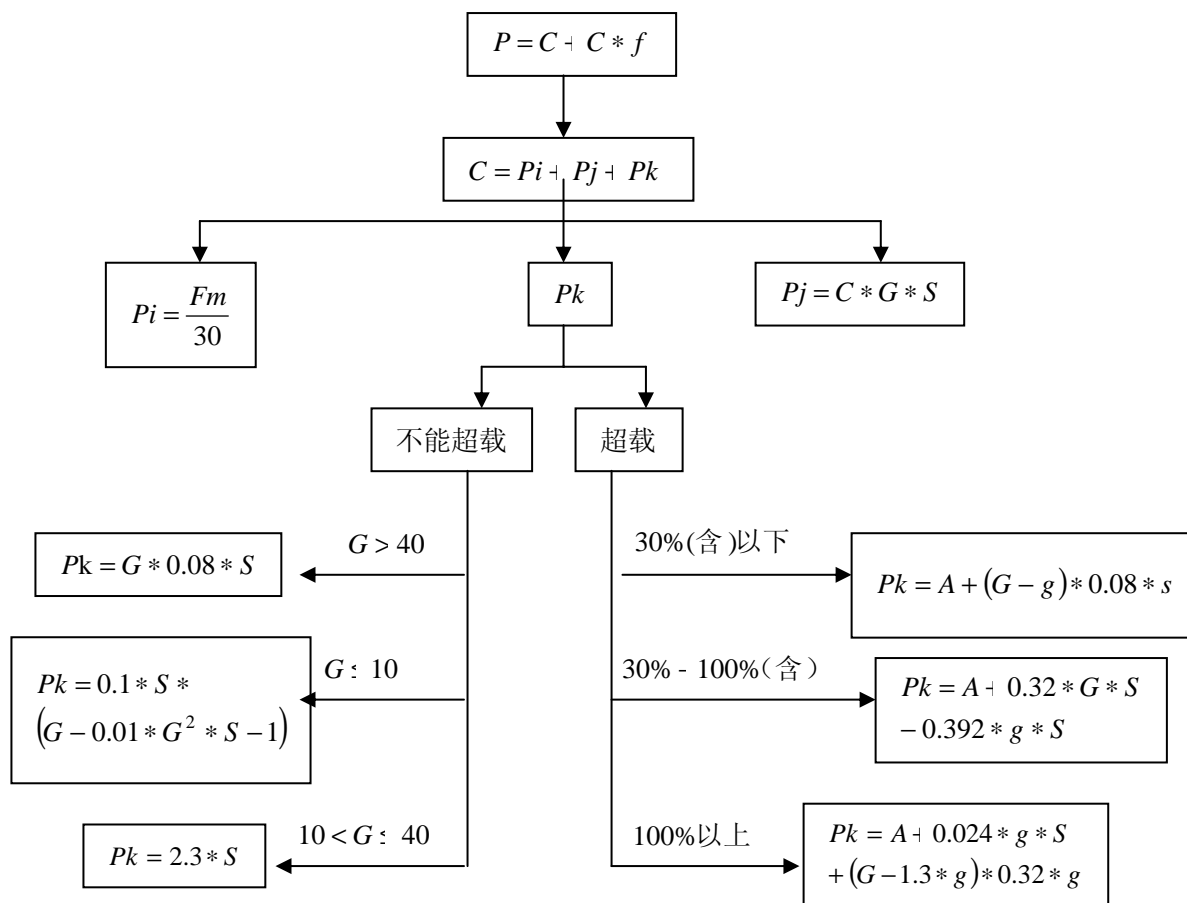 P = C + C * f
C = Pi + Pj + Pk
Pi = Fm/30
Pk
Pj = C * G * S
不能超载
超载
G > 40
Pk = G * 0.08 * S
30%(含)以下
Pk = A + (G − g) * 0.08 * s
G ≤ 10
Pk = 0.1 * S *
(G − 0.01 * G² * S − 1)
30% - 100%(含)
Pk = A + 0.32 * G * S
− 0.392 * g * S
10 < G ≤ 40
Pk = 2.3 * S
100%以上
Pk = A + 0.024 * g * S
+ (G − 1.3 * g) * 0.32 * g